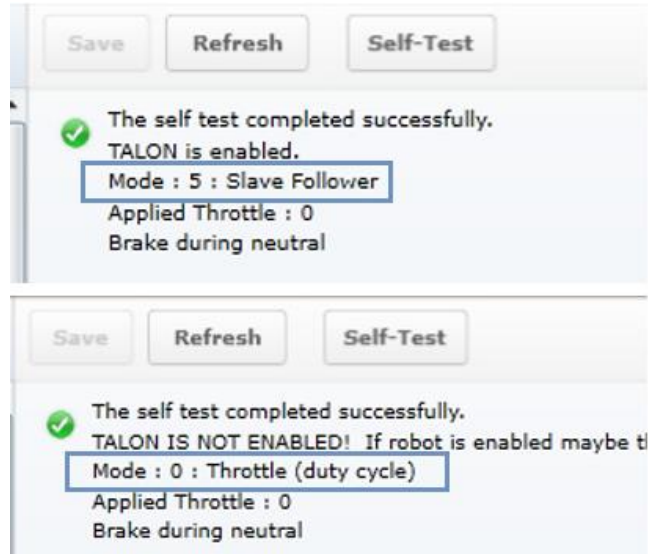 Save Refresh Self-Test
The self test completed successfully.
TALON is enabled.
Mode : 5 : Slave Follower
Applied Throttle : 0
Brake during neutral
Save Refresh Self-Test
The self test completed successfully.
TALON IS NOT ENABLED! If robot is enabled maybe
Mode : 0 : Throttle (duty cycle)
Applied Throttle : 0
Brake during neutral